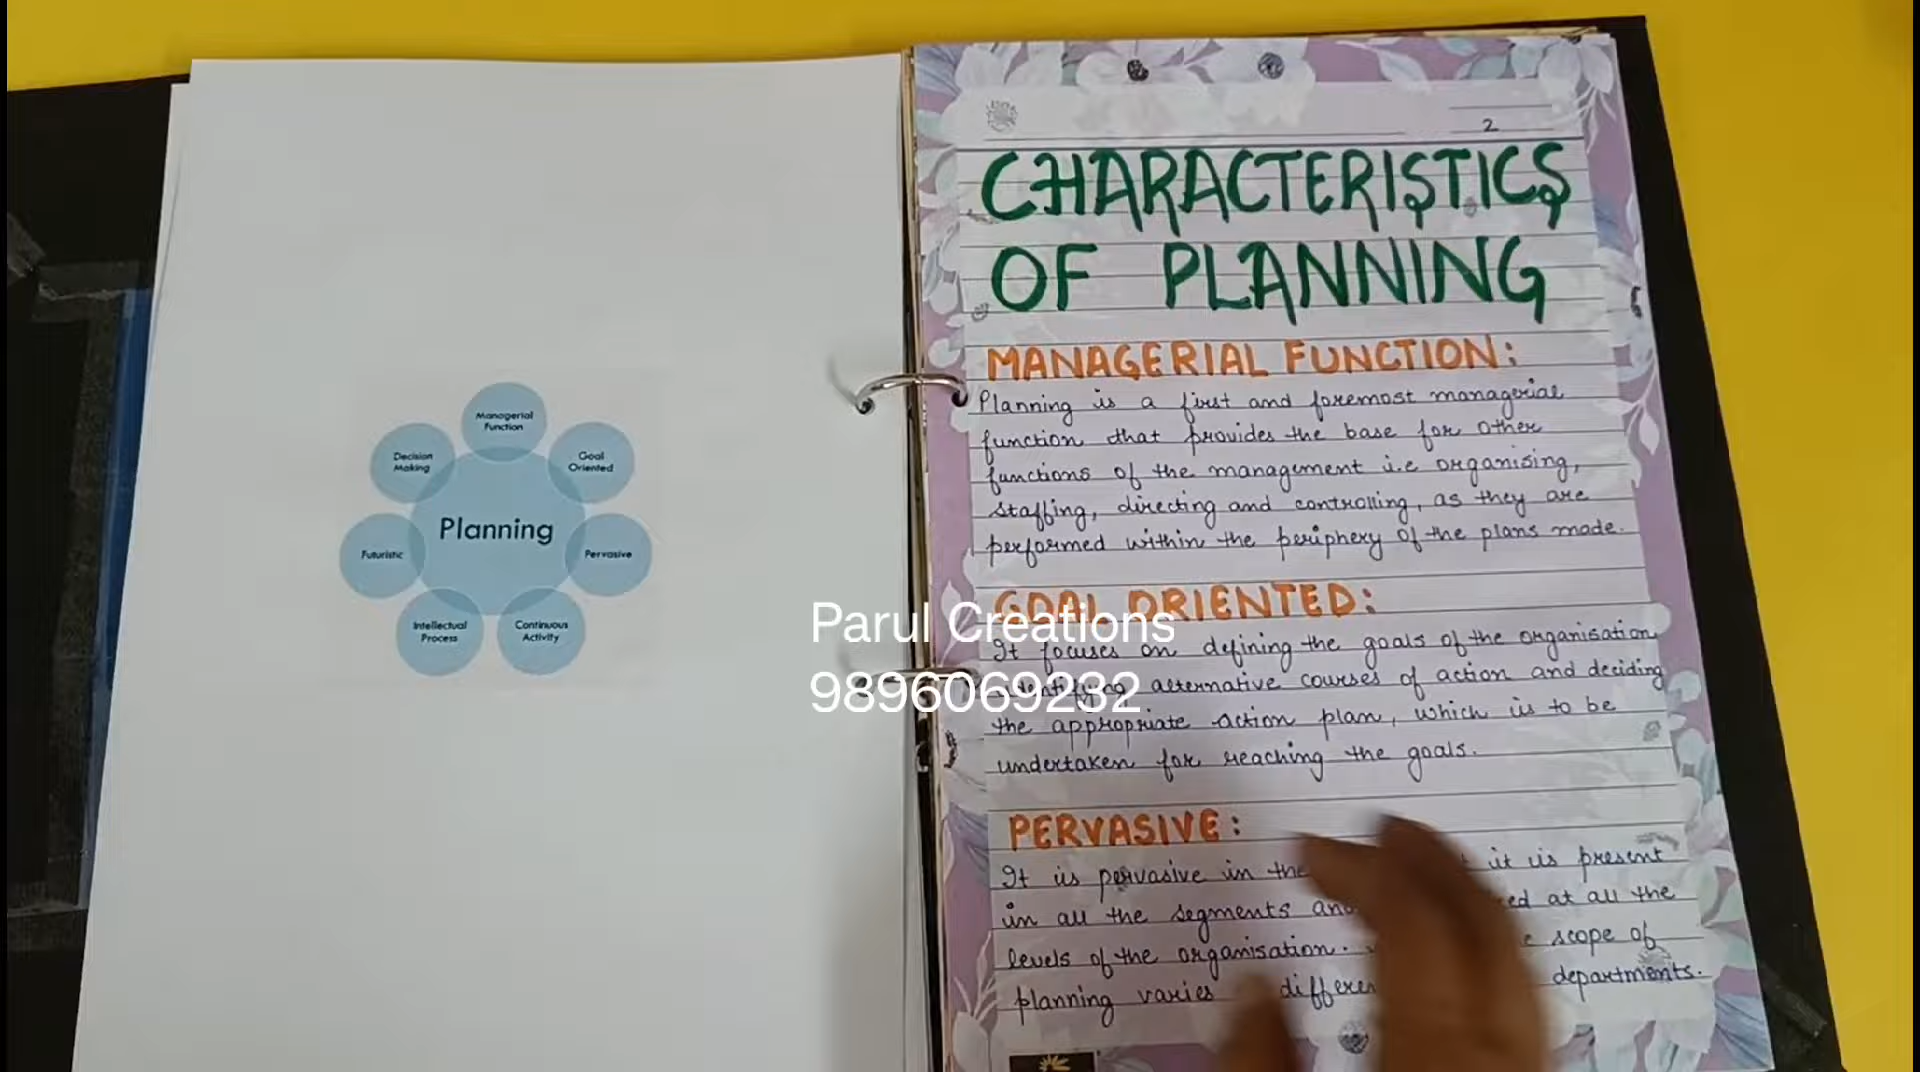 Managerial
Function
Decision
Making
Goal
Oriented
Planning
Futuristic
Pervasive
Intellectual
Process
Continuous
Activity
2
CHARACTERISTICS
OF PLANNING
MANAGERIAL FUNCTION:
Planning is a first and foremost managerial
function that provides the base for other
functions of the management i.e organising,
staffing, directing and controlling, as they are
performed within the periphery of the plans made.
GOAL ORIENTED:
It focuses on defining the goals of the organisation
identifying alternative courses of action and deciding
the appropriate action plan, which is to be
undertaken for reaching the goals.
Parul Creations
9896069232
PERVASIVE:
It is pervasive in the it is present
in all the segments and at all the
levels of the organisation. scope of
planning varies departments.